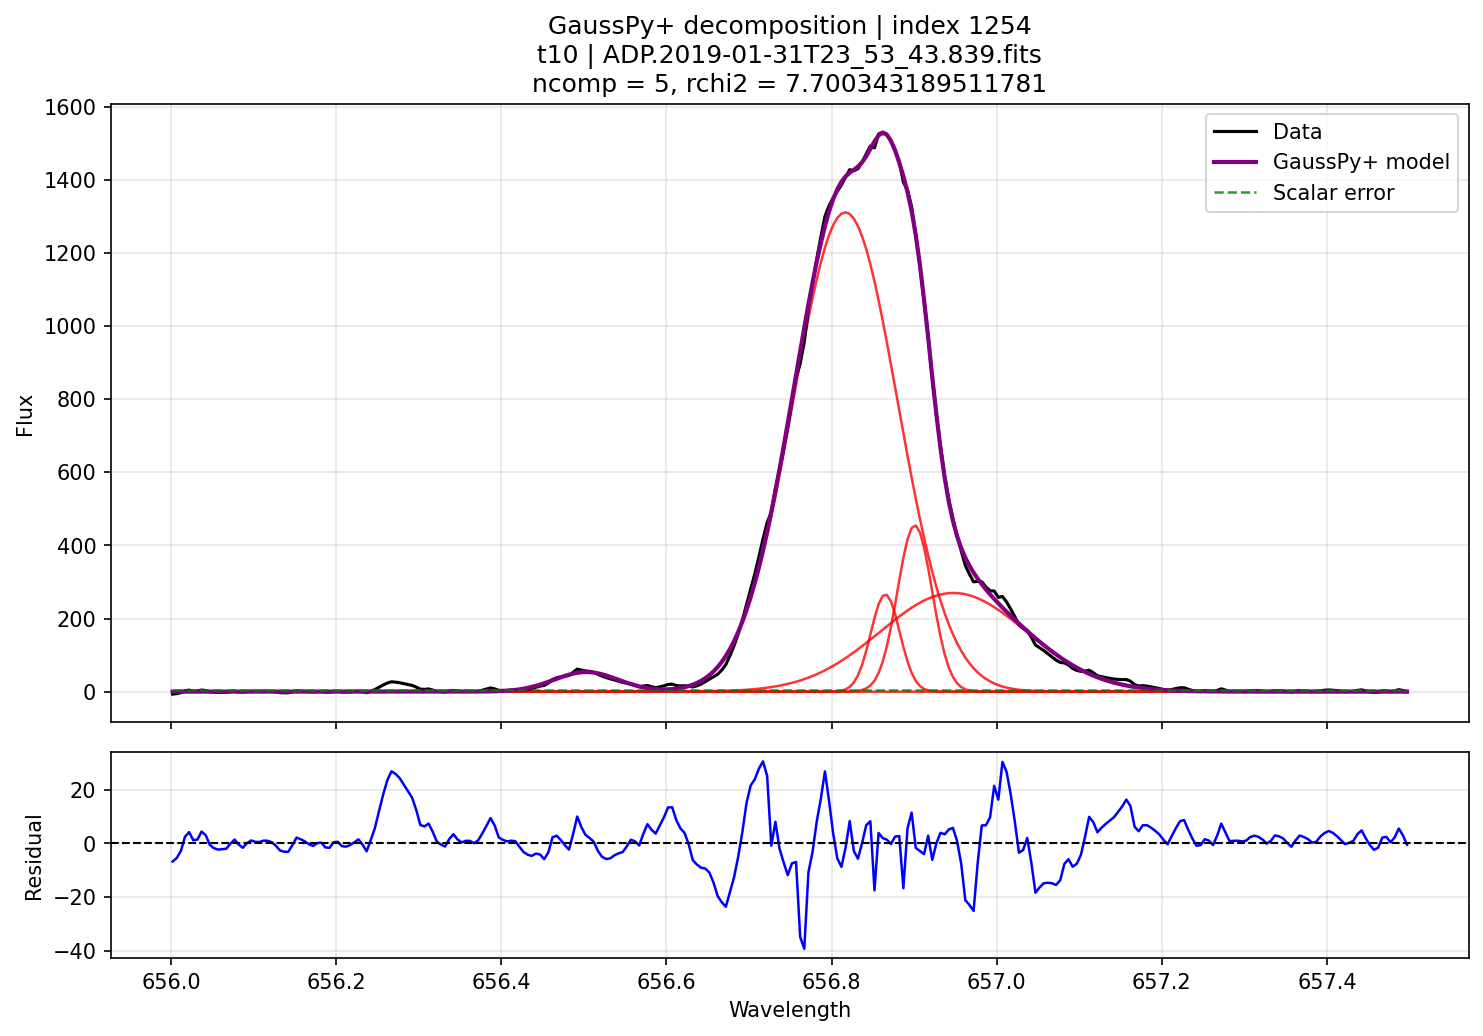 GaussPy+ decomposition | index 1254
t10 | ADP.2019-01-31T23_53_43.839.fits
ncomp = 5, rchi2 = 7.700343189511781
Data
GaussPy+ model
Scalar error
1600
1400
1200
1000
800
600
400
200
0
Flux
20
0
−20
−40
Residual
656.0 656.2 656.4 656.6 656.8 657.0 657.2 657.4
Wavelength